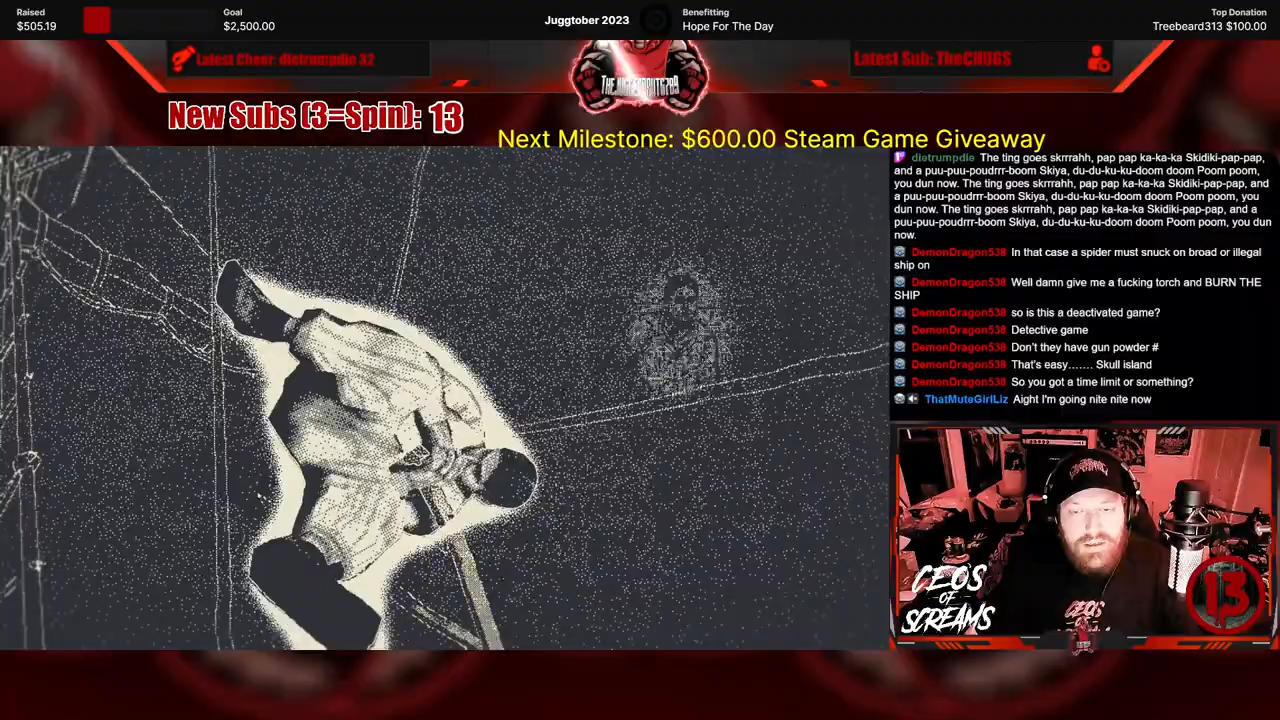 Raised
$505.19
Goal
$2,500.00
Juggtober 2023
Benefitting
Hope For The Day
Top Donation
Treebeard313 $100.00
Latest Cheer: dietrumpdie 32
THEJUGGERNAUT6789
Latest Sub: TheCHUGS
New Subs (3=Spin): 13
Next Milestone: $600.00 Steam Game Giveaway
dietrumpdie The ting goes skrrrahh, pap pap ka-ka-ka Skidiki-pap-pap,
and a puu-puu-poudrrr-boom Skiya, du-du-ku-ku-doom doom Poom poom,
you dun now. The ting goes skrrrahh, pap pap ka-ka-ka Skidiki-pap-pap, and
a puu-puu-poudrrr-boom Skiya, du-du-ku-ku-doom doom Poom poom, you
dun now. The ting goes skrrrahh, pap pap ka-ka-ka Skidiki-pap-pap, and a
puu-puu-poudrrr-boom Skiya, du-du-ku-ku-doom doom Poom poom, you dun
now.
DemonDragon538 In that case a spider must snuck on broad or illegal
ship on
DemonDragon538 Well damn give me a fucking torch and BURN THE
SHIP
DemonDragon538 so is this a deactivated game?
DemonDragon538 Detective game
DemonDragon538 Don't they have gun powder #
DemonDragon538 That's easy……. Skull island
DemonDragon538 So you got a time limit or something?
ThatMuteGirlLiz Aight I'm going nite nite now
CEOS
OF
SCREAMS
CEOS
OF
13